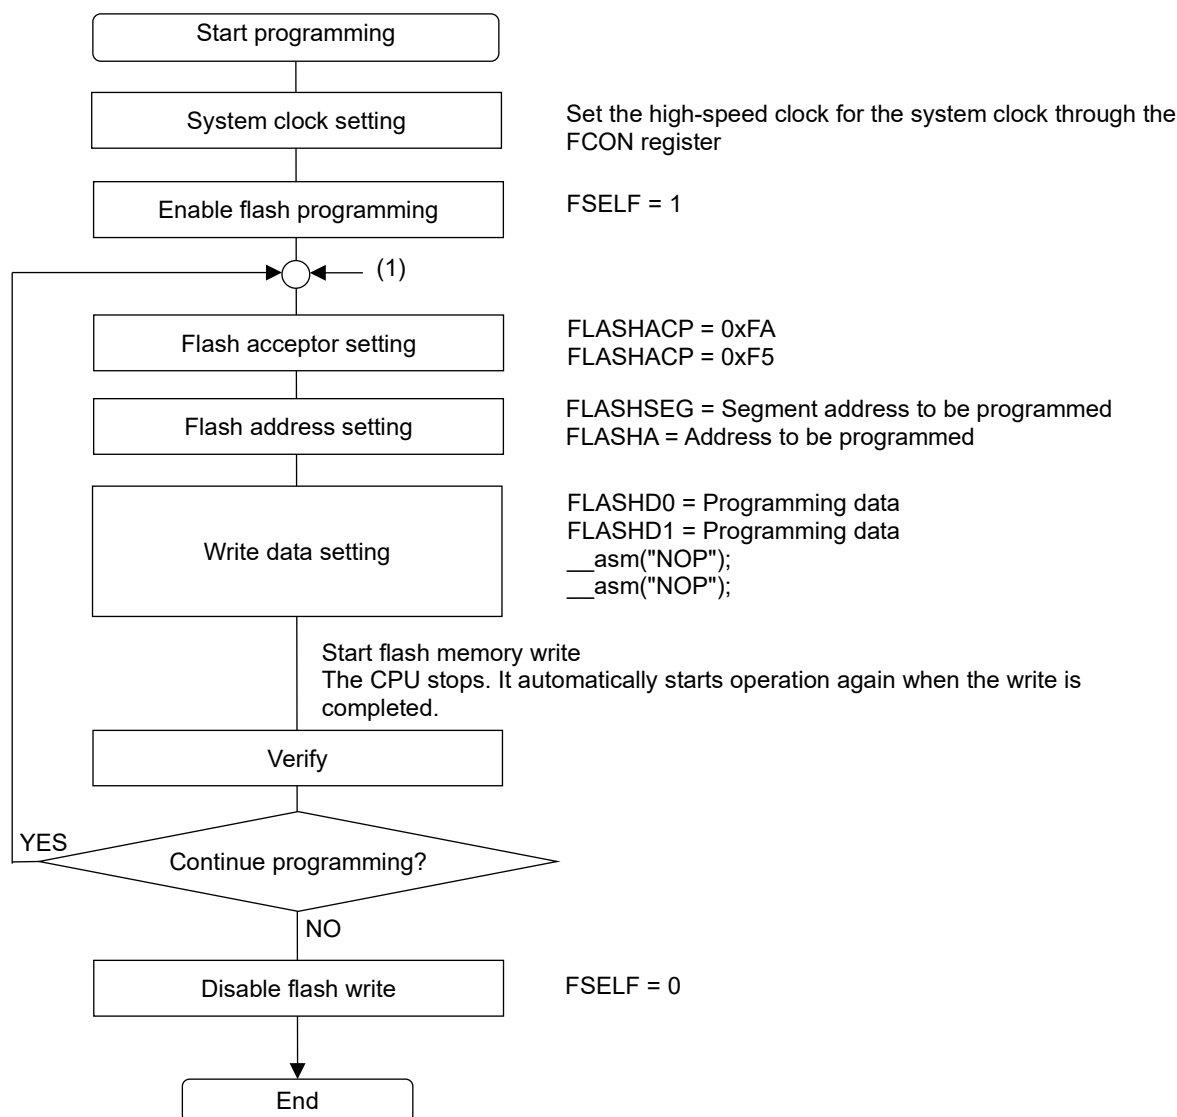 Start programming
System clock setting
Set the high-speed clock for the system clock through the
FCON register
Enable flash programming
FSELF = 1
(1)
Flash acceptor setting
FLASHACP = 0xFA
FLASHACP = 0xF5
Flash address setting
FLASHSEG = Segment address to be programmed
FLASHA = Address to be programmed
Write data setting
FLASHD0 = Programming data
FLASHD1 = Programming data
__asm("NOP");
__asm("NOP");
Start flash memory write
The CPU stops. It automatically starts operation again when the write is
completed.
Verify
YES
Continue programming?
NO
Disable flash write
FSELF = 0
End